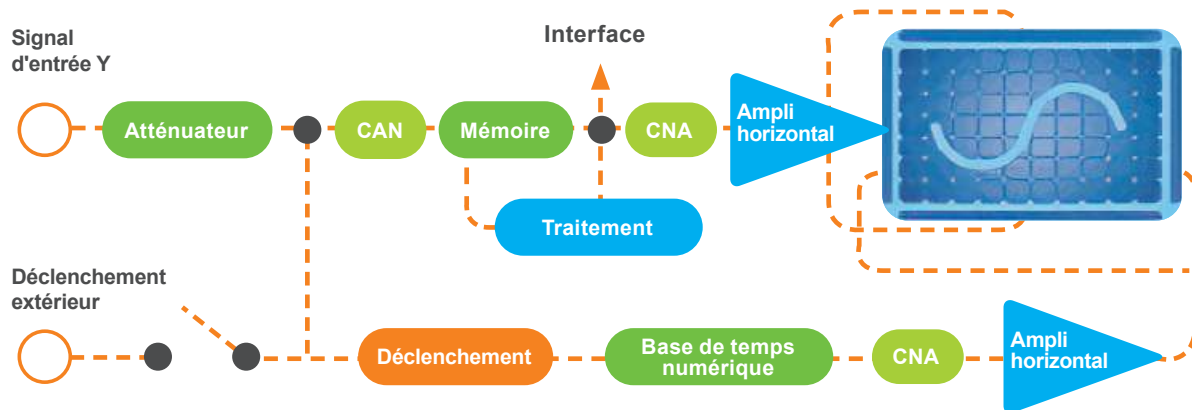 Signal
d'entrée Y
Interface
Atténuateur
CAN
Mémoire
CNA
Ampli
horizontal
Traitement
Déclenchement
extérieur
Déclenchement
Base de temps
numérique
CNA
Ampli
horizontal